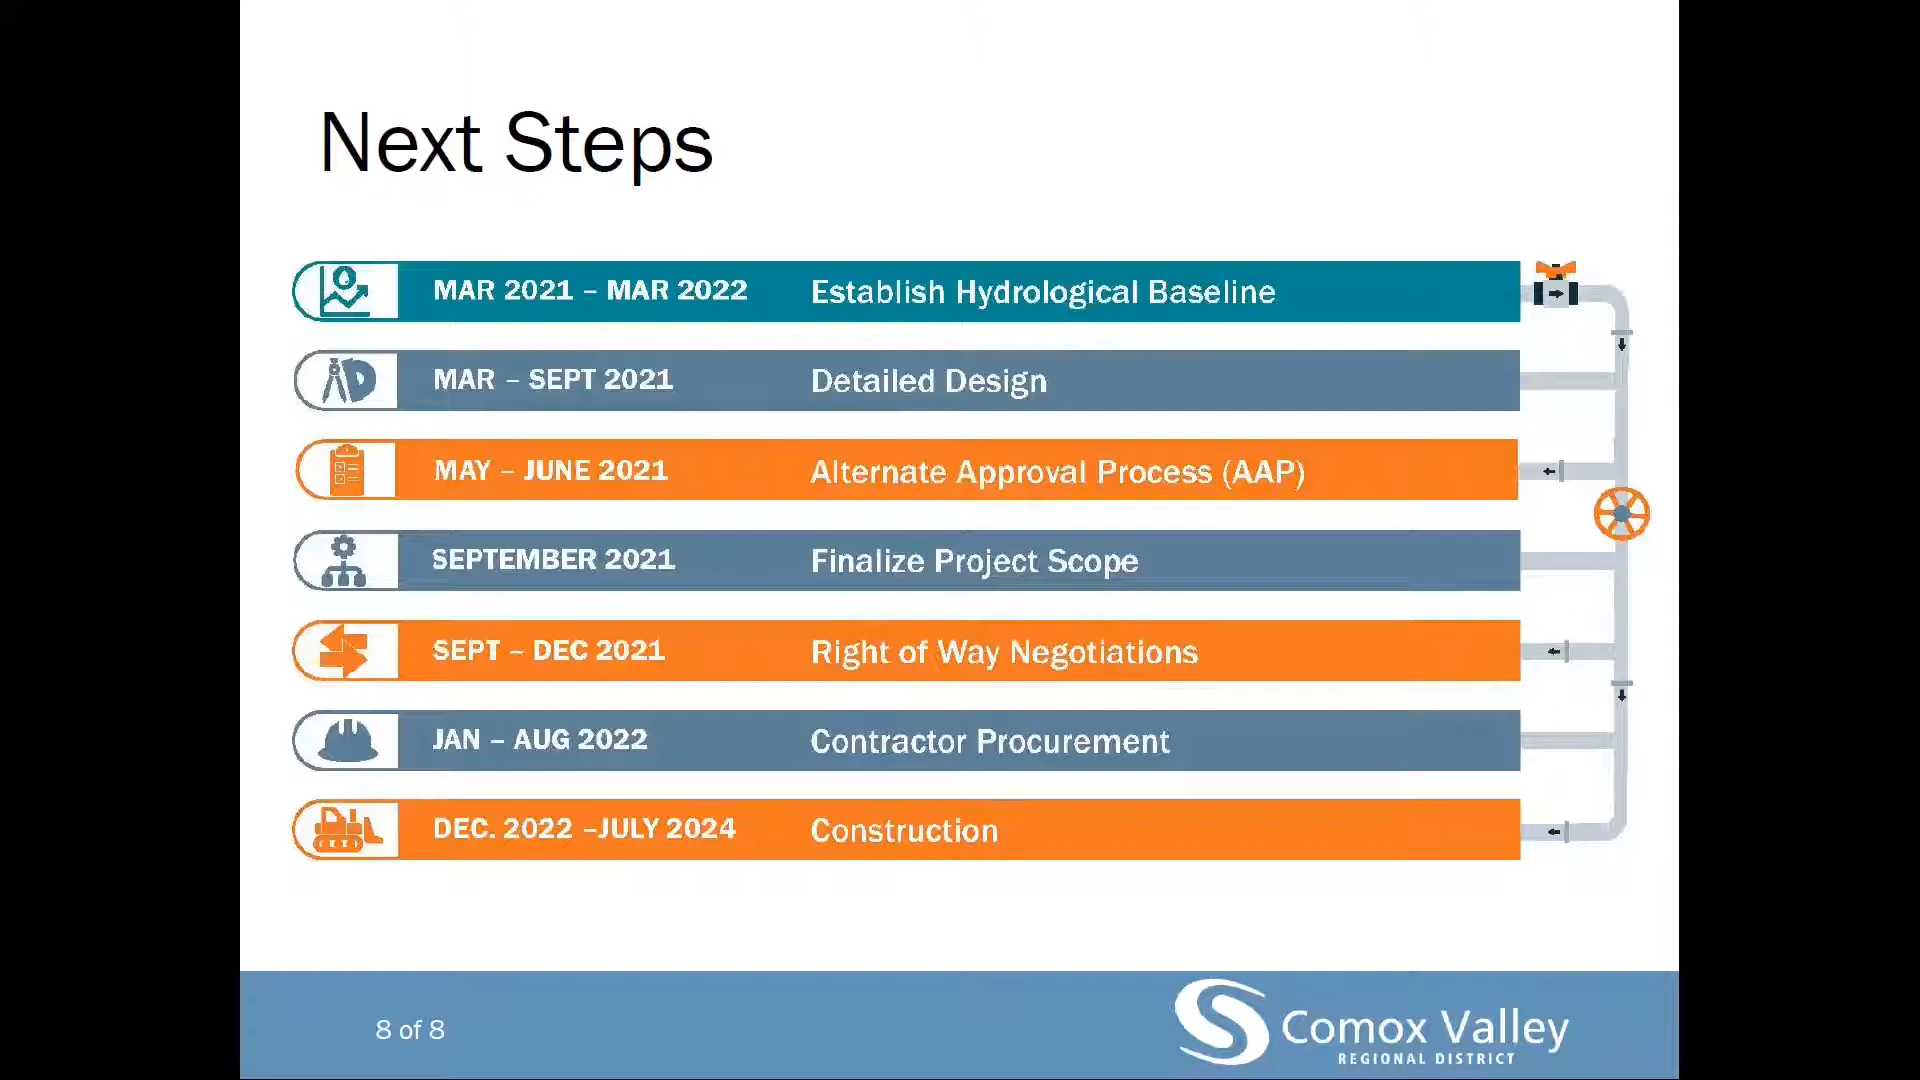 Next Steps
MAR 2021 – MAR 2022 Establish Hydrological Baseline
MAR – SEPT 2021 Detailed Design
MAY – JUNE 2021 Alternate Approval Process (AAP)
SEPTEMBER 2021 Finalize Project Scope
SEPT – DEC 2021 Right of Way Negotiations
JAN – AUG 2022 Contractor Procurement
DEC. 2022 –JULY 2024 Construction
8 of 8
Comox Valley
REGIONAL DISTRICT